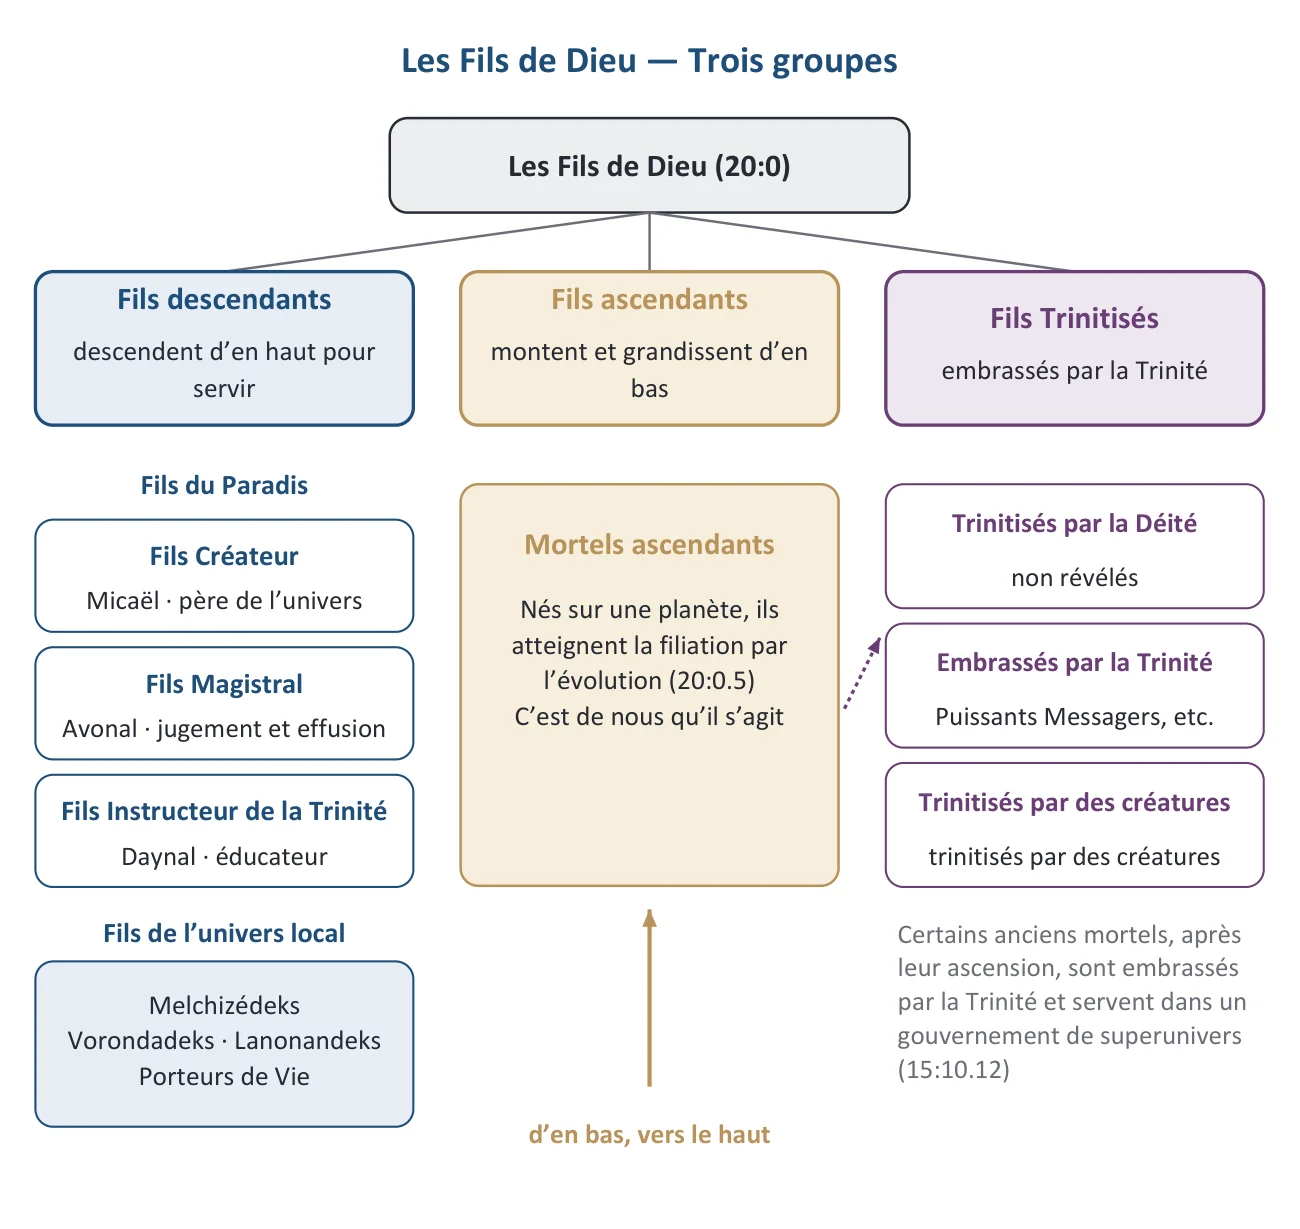 Les Fils de Dieu — Trois groupes
Les Fils de Dieu (20:0)
Fils descendants
descendent d’en haut pour
servir
Fils ascendants
montent et grandissent d’en
bas
Fils Trinitisés
embrassés par la Trinité
Fils du Paradis
Fils Créateur
Micaël · père de l’univers
Fils Magistral
Avonal · jugement et effusion
Fils Instructeur de la Trinité
Daynal · éducateur
Fils de l’univers local
Melchizédeks
Vorondadeks · Lanonandeks
Porteurs de Vie
Mortels ascendants
Nés sur une planète, ils
atteignent la filiation par
l’évolution (20:0.5)
C’est de nous qu’il s’agit
d’en bas, vers le haut
Trinitisés par la Déité
non révélés
Embrassés par la Trinité
Puissants Messagers, etc.
Trinitisés par des créatures
trinitisés par des créatures
Certains anciens mortels, après
leur ascension, sont embrassés
par la Trinité et servent dans un
gouvernement de superunivers
(15:10.12)